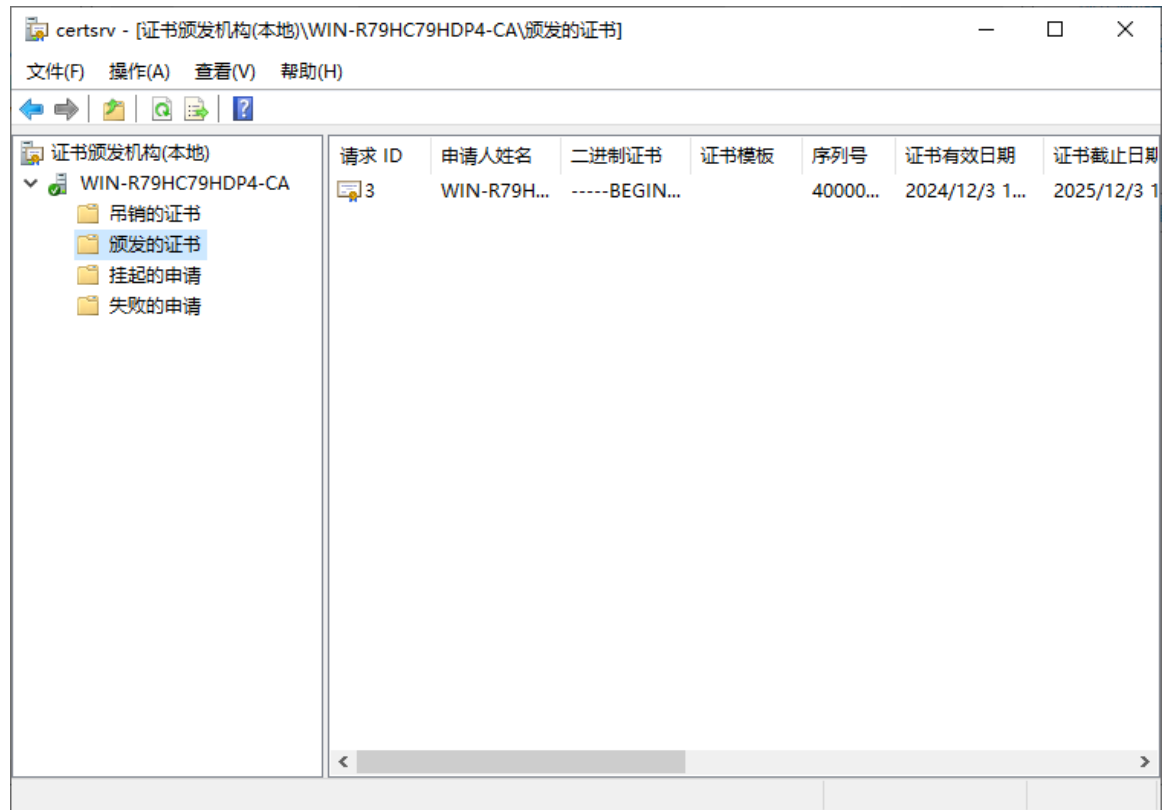 certsrv - [证书颁发机构(本地)\WIN-R79HC79HDP4-CA\颁发的证书]
文件(F) 操作(A) 查看(V) 帮助(H)
证书颁发机构(本地)
WIN-R79HC79HDP4-CA
吊销的证书
颁发的证书
挂起的申请
失败的申请
请求 ID 申请人姓名 二进制证书 证书模板 序列号 证书有效日期 证书截止日期
3 WIN-R79H... -----BEGIN... 40000... 2024/12/3 1... 2025/12/3 1